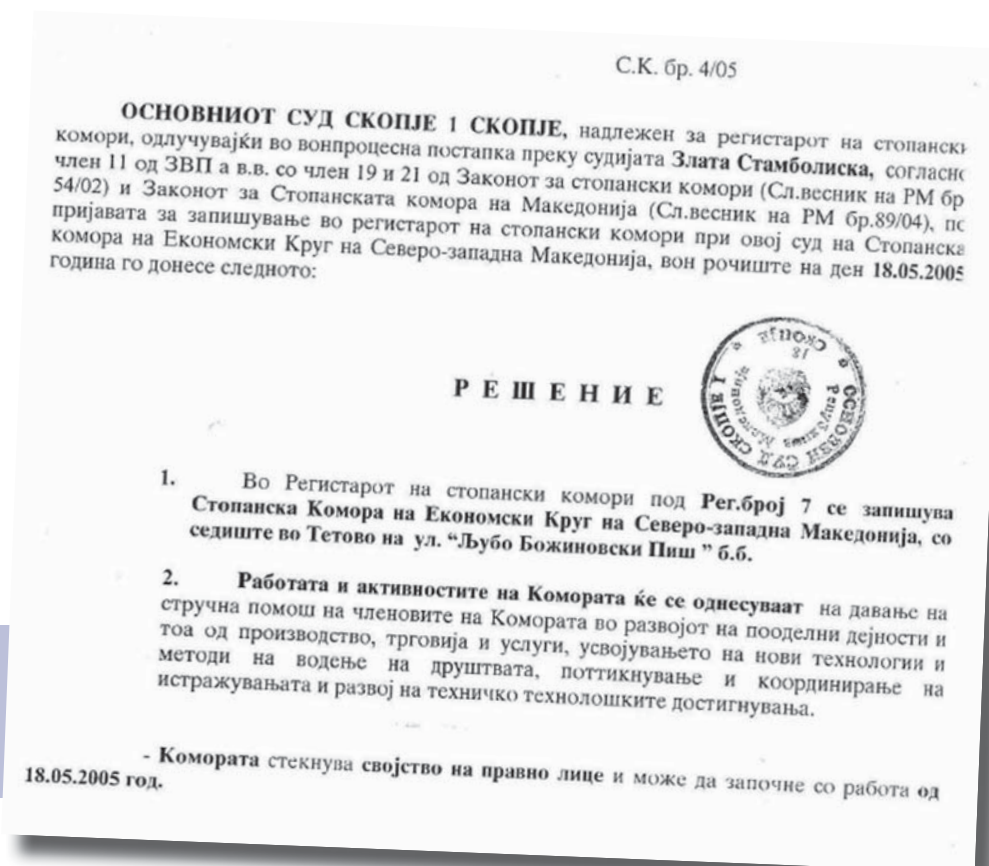 С.К. бр. 4/05
ОСНОВНИОТ СУД СКОПЈЕ 1 СКОПЈЕ, надлежен за регистарот на стопански
комори, одлучувајќи во вонпроцесна постапка преку судијата Злата Стамболиска, согласно
член 11 од ЗВП а в.в. со член 19 и 21 од Законот за стопански комори (Сл.весник на РМ бр
54/02) и Законот за Стопанската комора на Македонија (Сл.весник на РМ бр.89/04), по
пријавата за запишување во регистарот на стопански комори при овој суд на Стопанска
комора на Економски Круг на Северо-западна Македонија, вон рочиште на ден 18.05.2005
година го донесе следното:
Р Е Ш Е Н И Е
ОСНОВЕН СУД СКОПЈЕ 1
СКОПЈЕ
Република Македонија
18
1. Во Регистарот на стопански комори под Рег.број 7 се запишува
Стопанска Комора на Економски Круг на Северо-западна Македонија, со
седиште во Тетово на ул. “Љубо Божиновски Пиш ” б.б.
2. Работата и активностите на Комората ќе се однесуваат на давање на
стручна помош на членовите на Комората во развојот на поодделни дејности и
тоа од производство, трговија и услуги, усвојувањето на нови технологии и
методи на водење на друштвата, поттикнување и координирање на
истражувањата и развој на техничко технолошките достигнувања.
- Комората стекнува својство на правно лице и може да започне со работа од
18.05.2005 год.